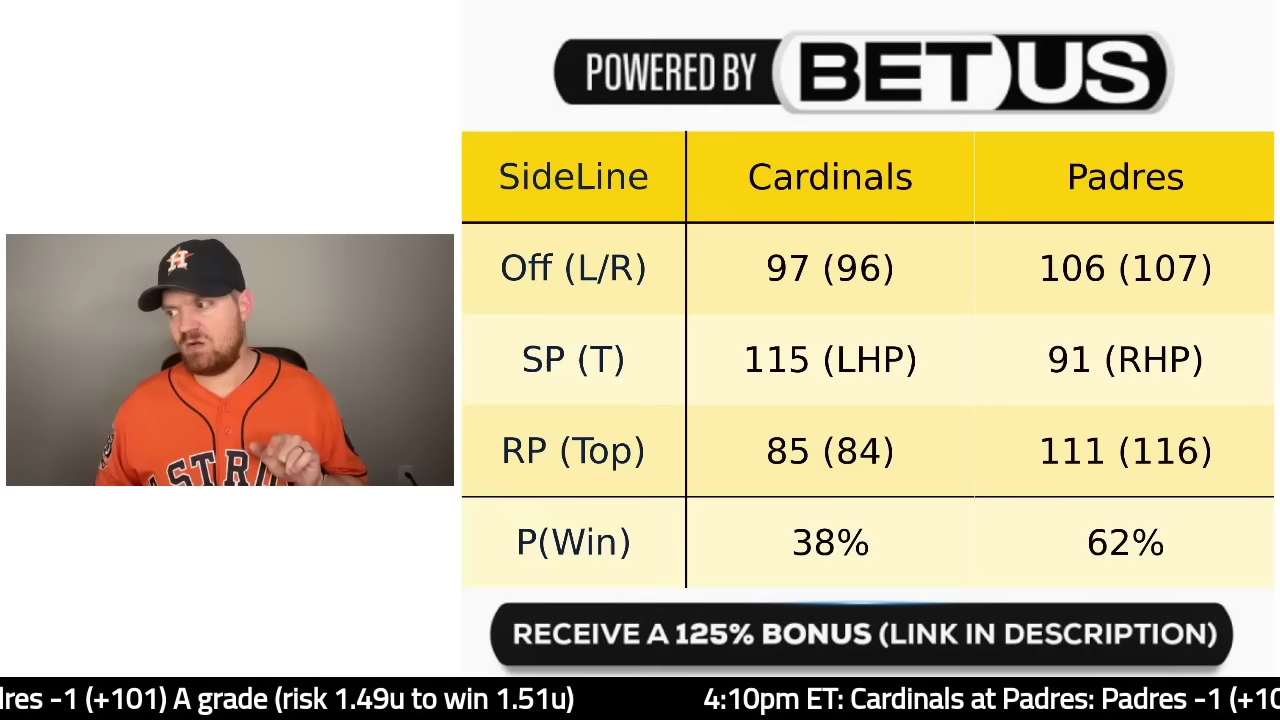 POWERED BY BETUS
SideLine Cardinals Padres
Off (L/R) 97 (96) 106 (107)
SP (T) 115 (LHP) 91 (RHP)
RP (Top) 85 (84) 111 (116)
P(Win) 38% 62%
RECEIVE A 125% BONUS (LINK IN DESCRIPTION)
dres -1 (+101) A grade (risk 1.49u to win 1.51u) 4:10pm ET: Cardinals at Padres: Padres -1 (+10